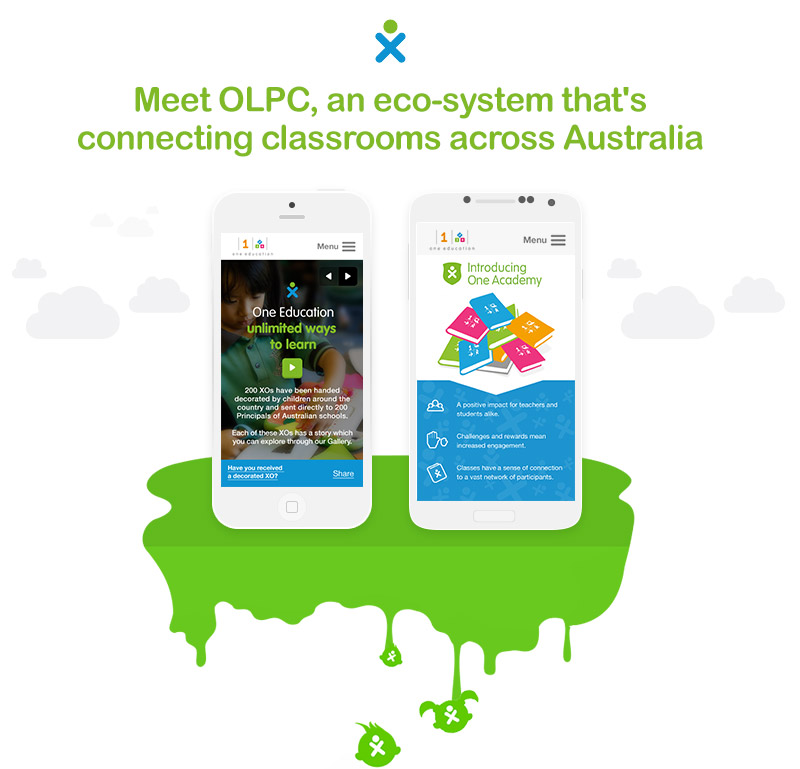 Meet OLPC, an eco-system that's
connecting classrooms across Australia
1
one education
Menu
One Education
unlimited ways
to learn
200 XOs have been handed
decorated by children around the
country and sent directly to 200
Principals of Australian schools.
Each of these XOs has a story which
you can explore through our Gallery.
Have you received
a decorated XO?
Share
1
one education
Menu
Introducing
One Academy
A positive impact for teachers and
students alike.
Challenges and rewards mean
increased engagement.
Classes have a sense of connection
to a vast network of participants.